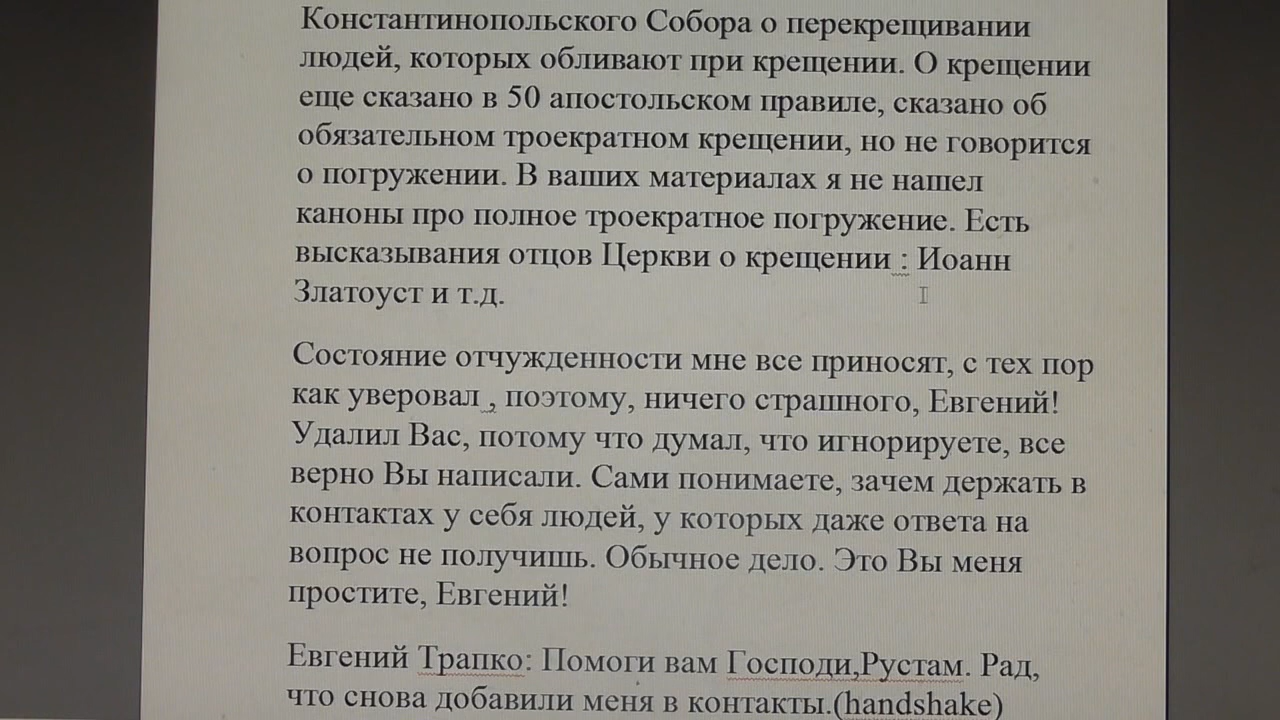 Константинопольского Собора о перекрещивании
людей, которых обливают при крещении. О крещении
еще сказано в 50 апостольском правиле, сказано об
обязательном троекратном крещении, но не говорится
о погружении. В ваших материалах я не нашел
каноны про полное троекратное погружение. Есть
высказывания отцов Церкви о крещении : Иоанн
Златоуст и т.д.
Состояние отчужденности мне все приносят, с тех пор
как уверовал , поэтому, ничего страшного, Евгений!
Удалил Вас, потому что думал, что игнорируете, все
верно Вы написали. Сами понимаете, зачем держать в
контактах у себя людей, у которых даже ответа на
вопрос не получишь. Обычное дело. Это Вы меня
простите, Евгений!
Евгений Трапко: Помоги вам Господи,Рустам. Рад,
что снова добавили меня в контакты.(handshake)